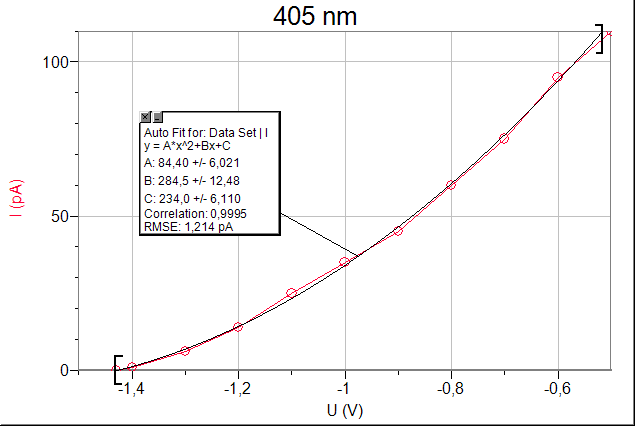 405 nm
100
Auto Fit for: Data Set | I
y = A*x^2+Bx+C
A: 84,40 +/- 6,021
B: 284,5 +/- 12,48
C: 234,0 +/- 6,110
Correlation: 0,9995
RMSE: 1,214 pA
I (pA)
50
0
-1,4 -1,2 -1 -0,8 -0,6
U (V)